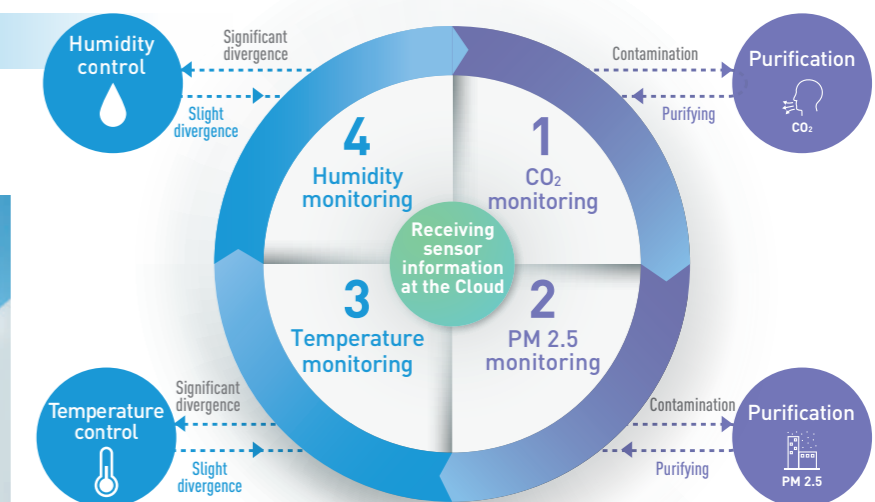 Humidity
control
Significant
divergence
Slight
divergence
4
Humidity
monitoring
1
CO₂
monitoring
Contamination
Purifying
Purification
CO₂
Receiving
sensor
information
at the Cloud
3
Temperature
monitoring
2
PM 2.5
monitoring
Temperature
control
Significant
divergence
Slight
divergence
Contamination
Purifying
Purification
PM 2.5